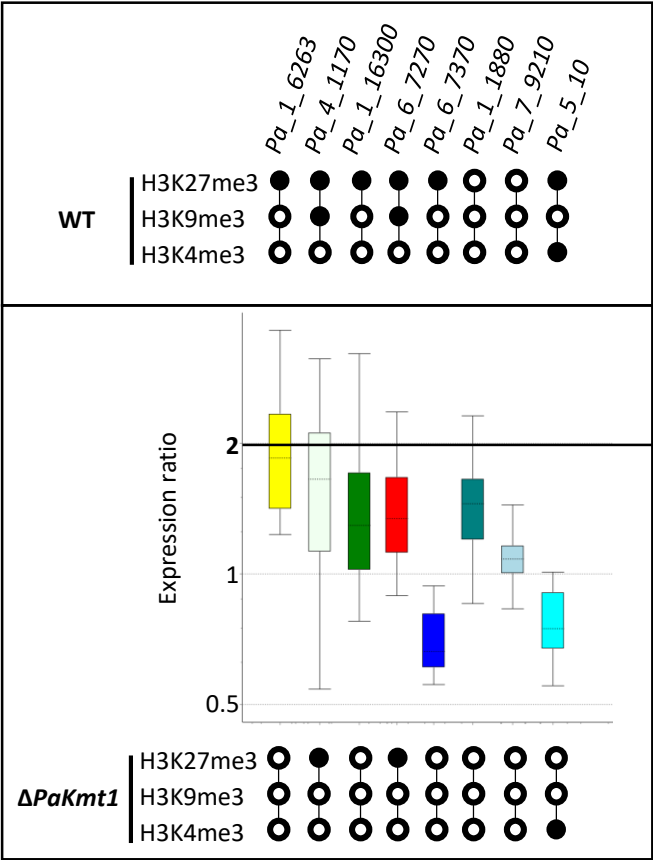 Pa_1_6263
Pa_4_1170
Pa_1_16300
Pa_6_7270
Pa_6_7370
Pa_1_1880
Pa_7_9210
Pa_5_10
WT
H3K27me3
H3K9me3
H3K4me3
Expression ratio
2
1
0.5
ΔPaKmt1
H3K27me3
H3K9me3
H3K4me3